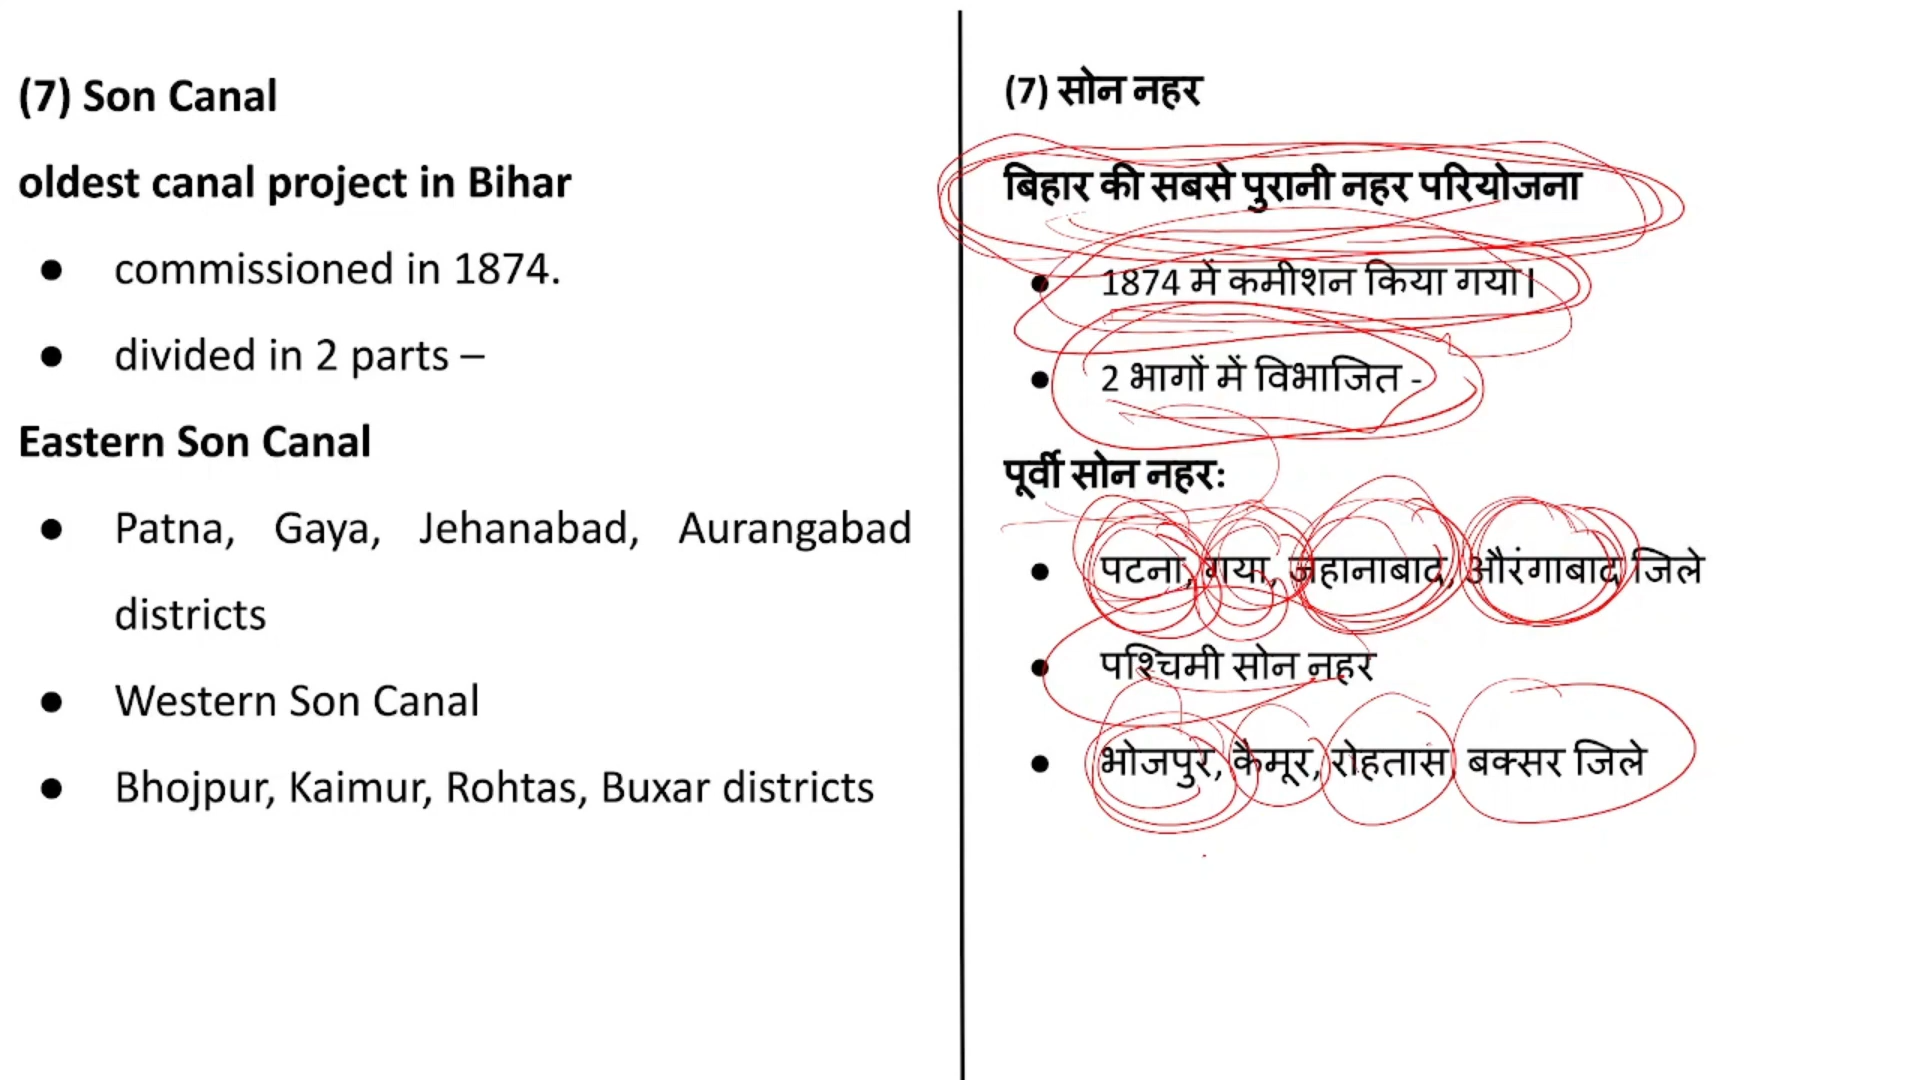 (7) Son Canal
oldest canal project in Bihar
● commissioned in 1874.
● divided in 2 parts –
Eastern Son Canal
● Patna, Gaya, Jehanabad, Aurangabad
districts
● Western Son Canal
● Bhojpur, Kaimur, Rohtas, Buxar districts
(7) सोन नहर
बिहार की सबसे पुरानी नहर परियोजना
● 1874 में कमीशन किया गया।
● 2 भागों में विभाजित -
पूर्वी सोन नहर:
● पटना, गया, जहानाबाद, औरंगाबाद जिले
● पश्चिमी सोन नहर
● भोजपुर, कैमूर, रोहतास, बक्सर जिले